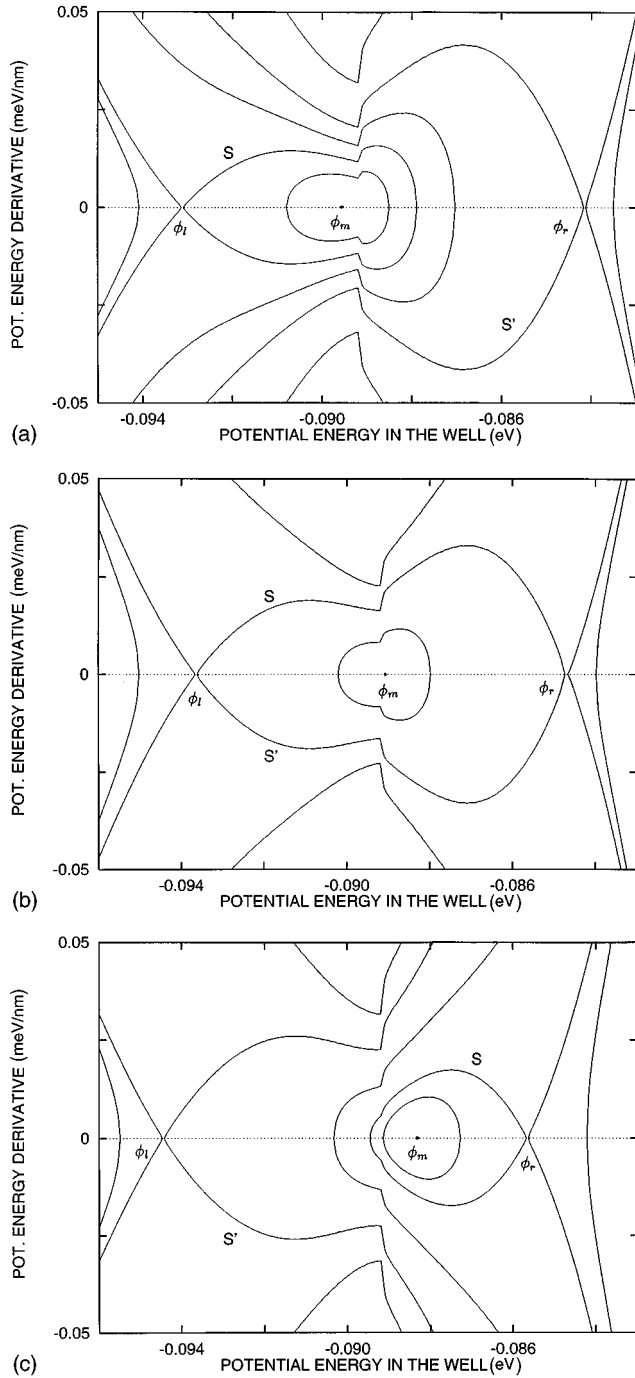 0.05
POT. ENERGY DERIVATIVE (meV/nm)
S
0
ϕl
ϕm
ϕr
S'
-0.05
-0.094
-0.090
-0.086
(a)
POTENTIAL ENERGY IN THE WELL (eV)
0.05
POT. ENERGY DERIVATIVE (meV/nm)
S
0
ϕl
ϕm
ϕr
S'
-0.05
-0.094
-0.090
-0.086
(b)
POTENTIAL ENERGY IN THE WELL (eV)
0.05
POT. ENERGY DERIVATIVE (meV/nm)
S
0
ϕl
ϕm
ϕr
S'
-0.05
-0.094
-0.090
-0.086
(c)
POTENTIAL ENERGY IN THE WELL (eV)